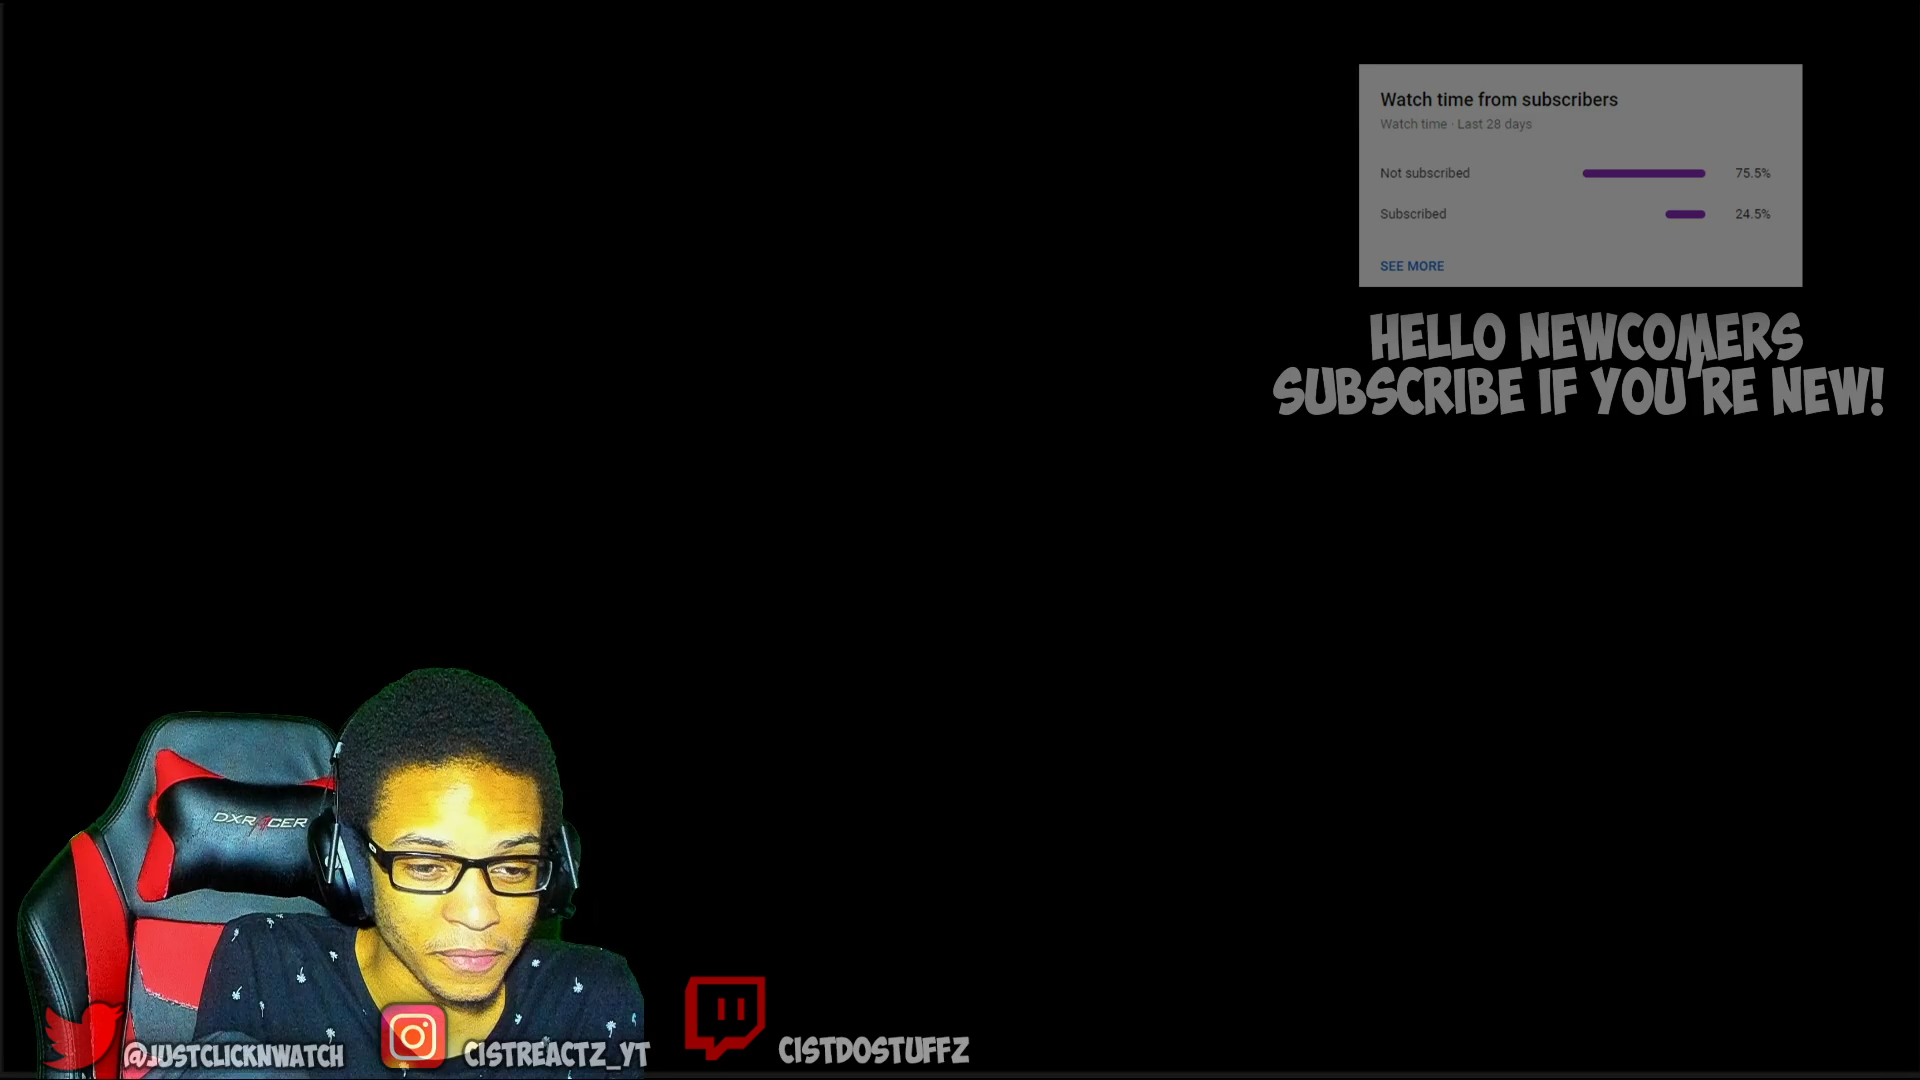 Watch time from subscribers
Watch time · Last 28 days
Not subscribed 75.5%
Subscribed 24.5%
SEE MORE
HELLO NEWCOMERS
SUBSCRIBE IF YOU'RE NEW!
DXRACER
@JUSTCLICKNWATCH CISTREACTZ_YT CISTDOSTUFFZ